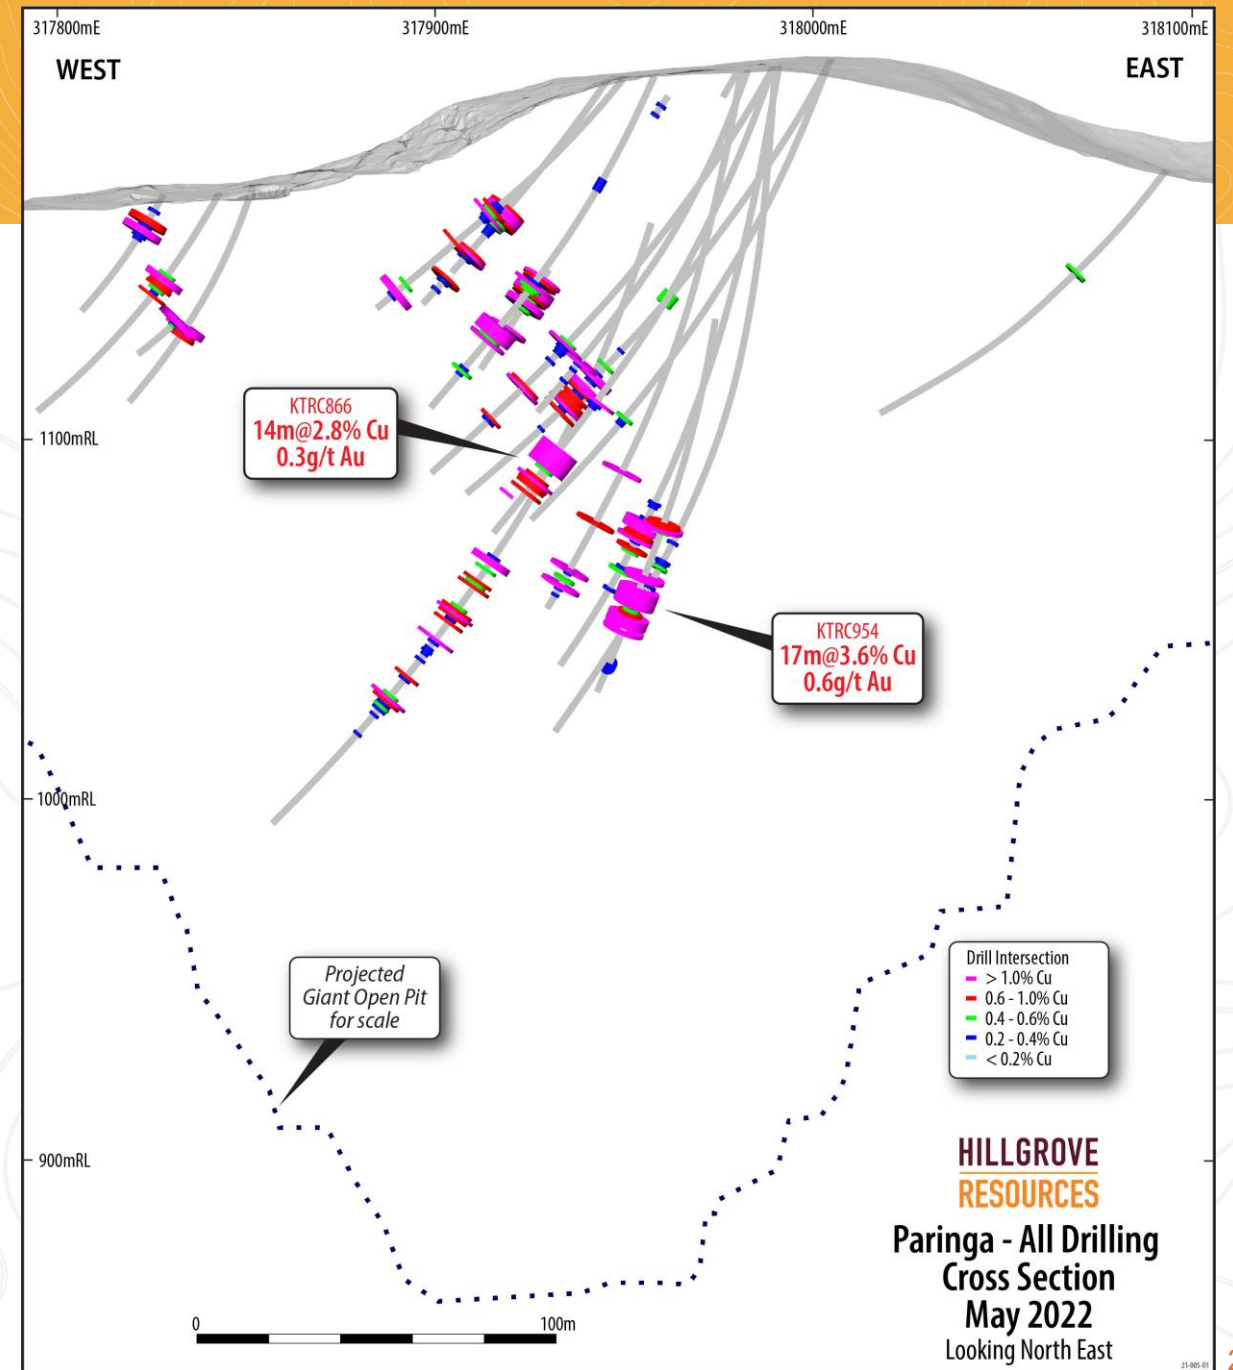 317800mE
317900mE
318000mE
318100mE
WEST
EAST
KTRC866
14m@2.8% Cu
0.3g/t Au
1100mRL
KTRC954
17m@3.6% Cu
0.6g/t Au
1000mRL
Projected
Giant Open Pit
for scale
Drill Intersection
> 1.0% Cu
0.6 - 1.0% Cu
0.4 - 0.6% Cu
0.2 - 0.4% Cu
< 0.2% Cu
900mRL
HILLGROVE
RESOURCES
Paringa - All Drilling
Cross Section
May 2022
Looking North East
0
100m
21-005-01